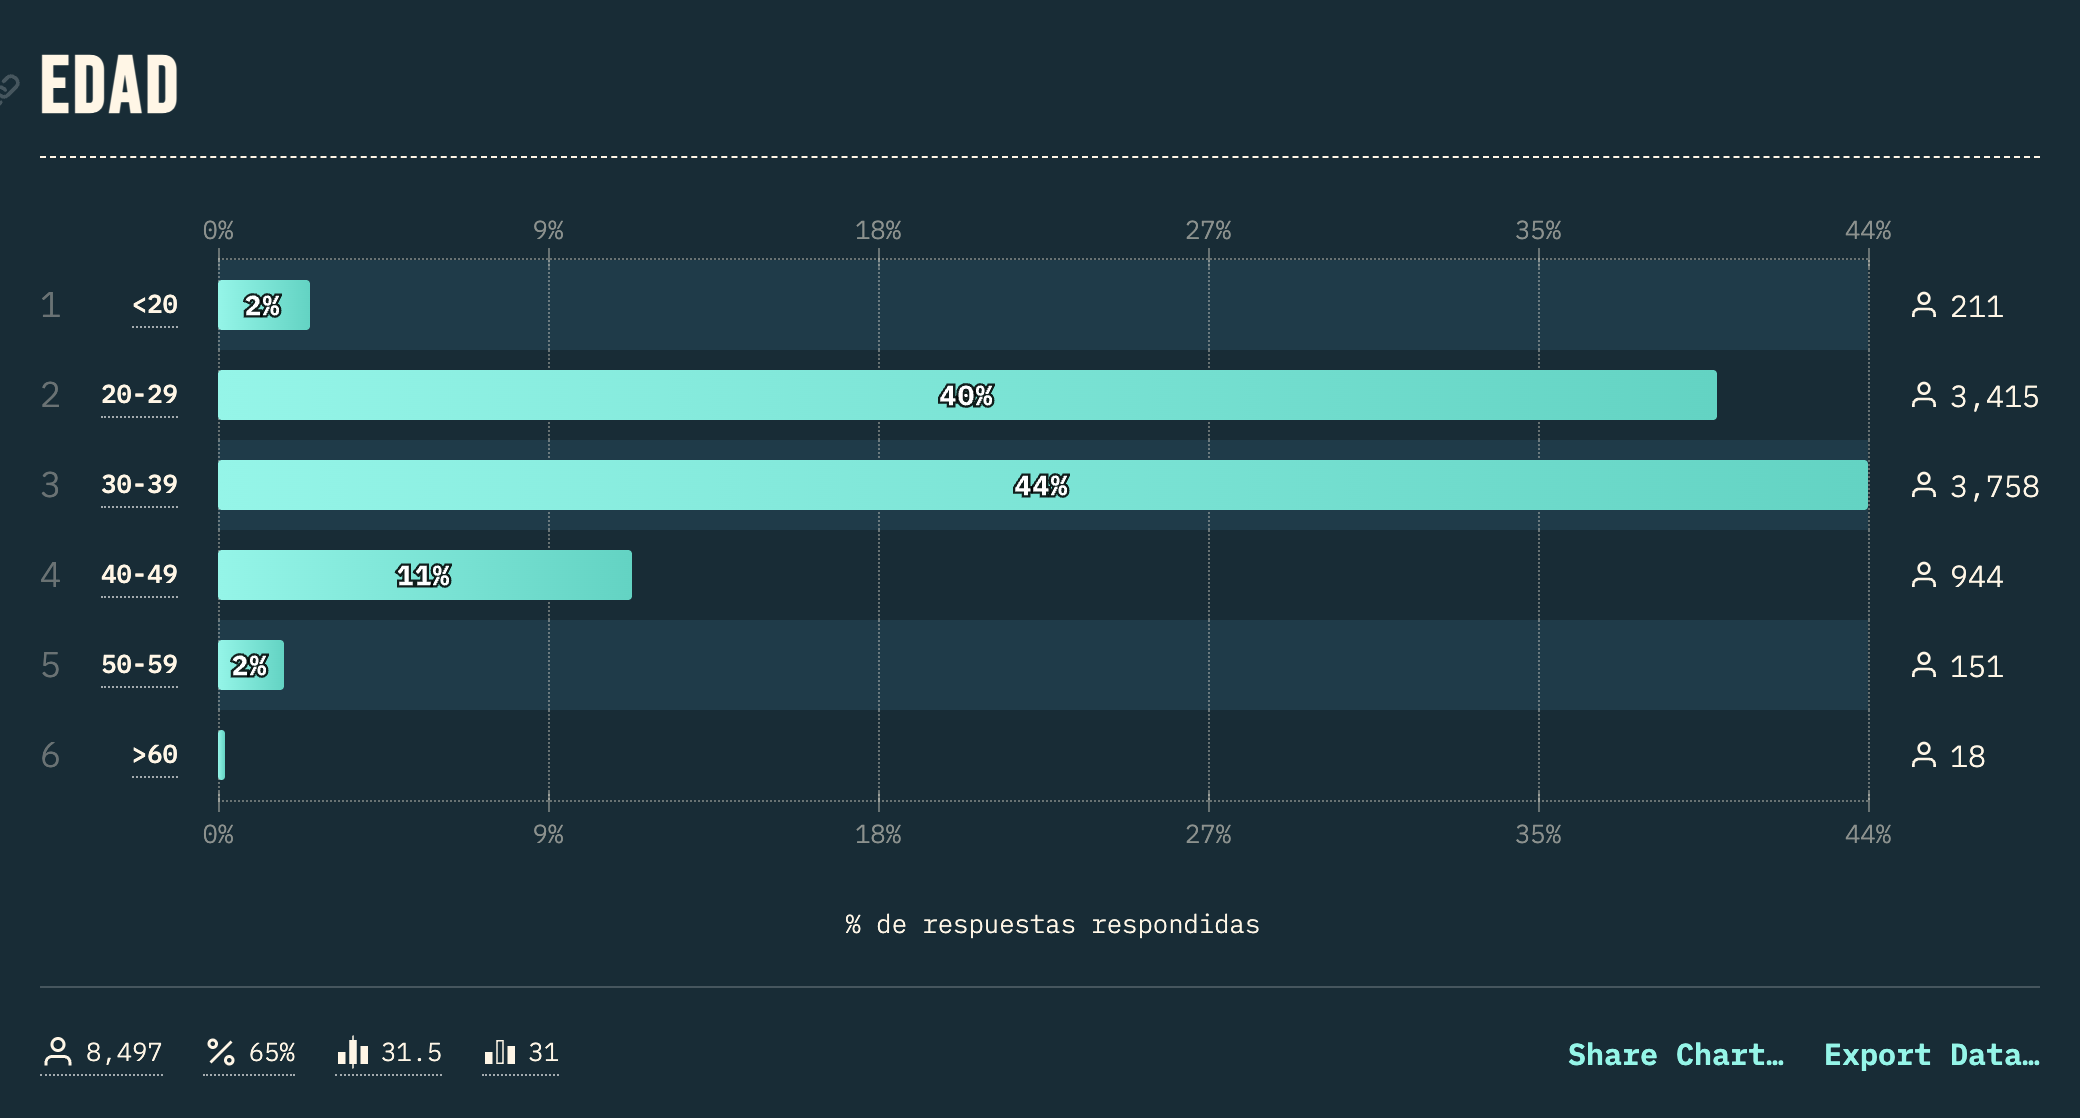 EDAD
0% 9% 18% 27% 35% 44%
1 <20 2% 211
2 20-29 40% 3,415
3 30-39 44% 3,758
4 40-49 11% 944
5 50-59 2% 151
6 >60 18
0% 9% 18% 27% 35% 44%
% de respuestas respondidas
8,497 65% 31.5 31 Share Chart… Export Data…